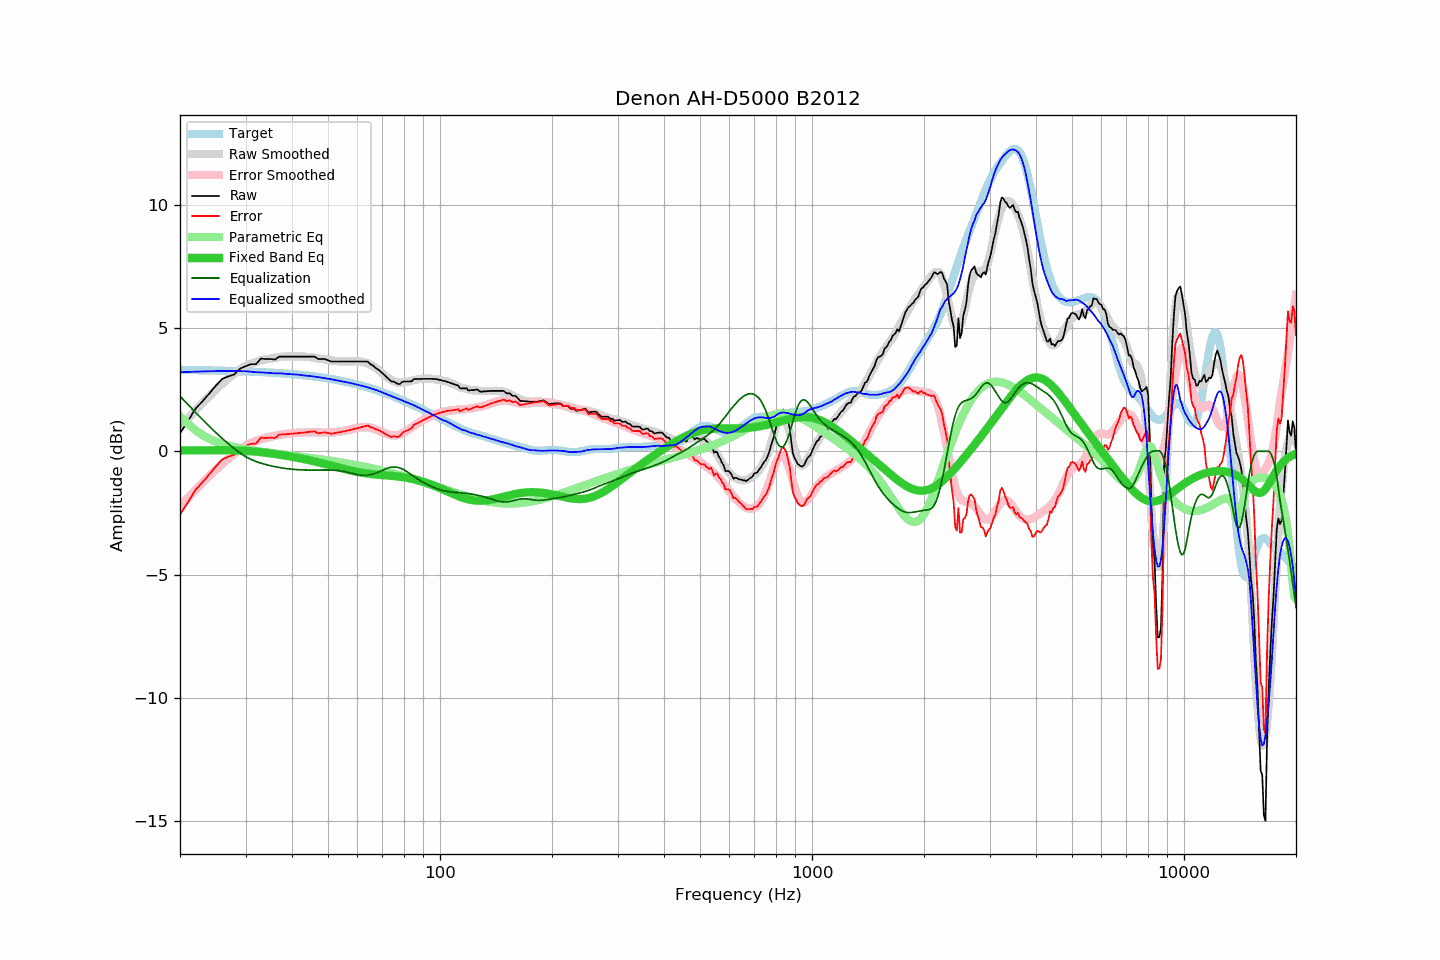 Denon AH-D5000 B2012
Target
Raw Smoothed
Error Smoothed
Raw
Error
Parametric Eq
Fixed Band Eq
Equalization
Equalized smoothed
10
5
0
−5
−10
−15
Amplitude (dBr)
100
1000
10000
Frequency (Hz)